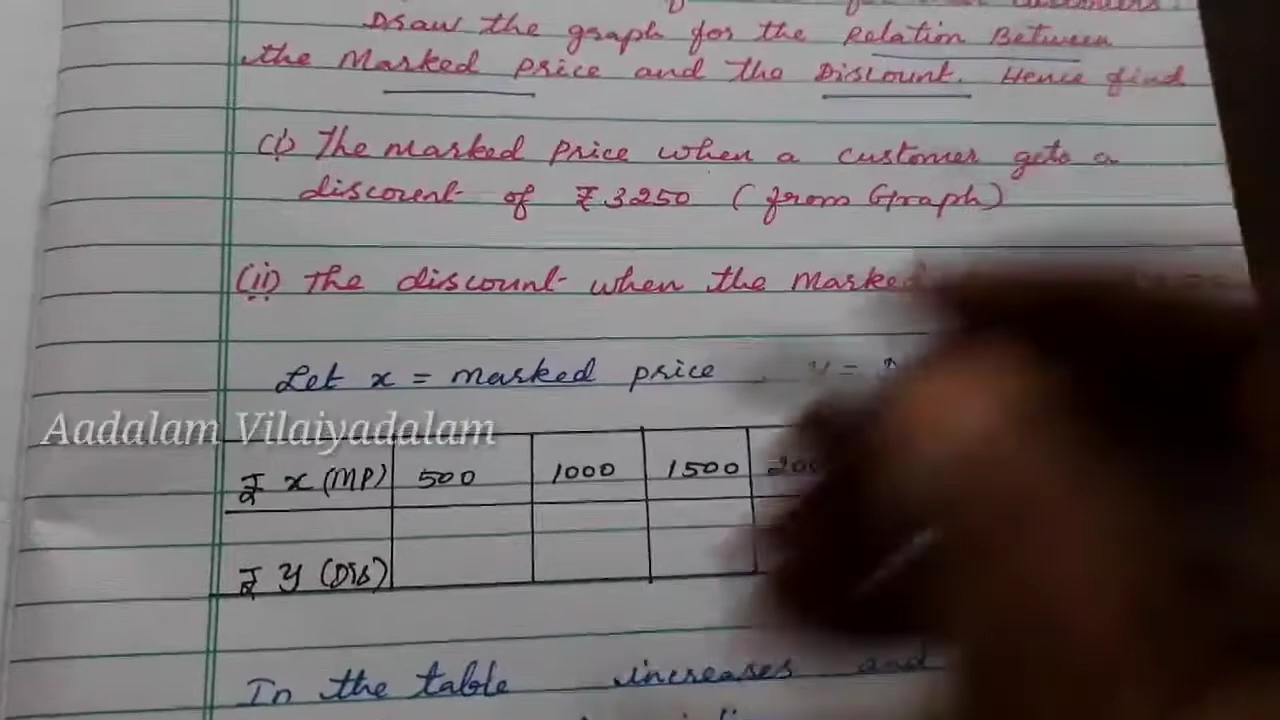 Draw the graph for the Relation Between
the Marked price and the Discount. Hence find
(i) The marked price when a customer gets a
discount of ₹3250 (from Graph)
(ii) The discount when the Marked
Let x = marked price y =
Aadalam Vilaiyadalam
₹ x (MP) 500 1000 1500 200
₹ y (Dis)
In the table increases and